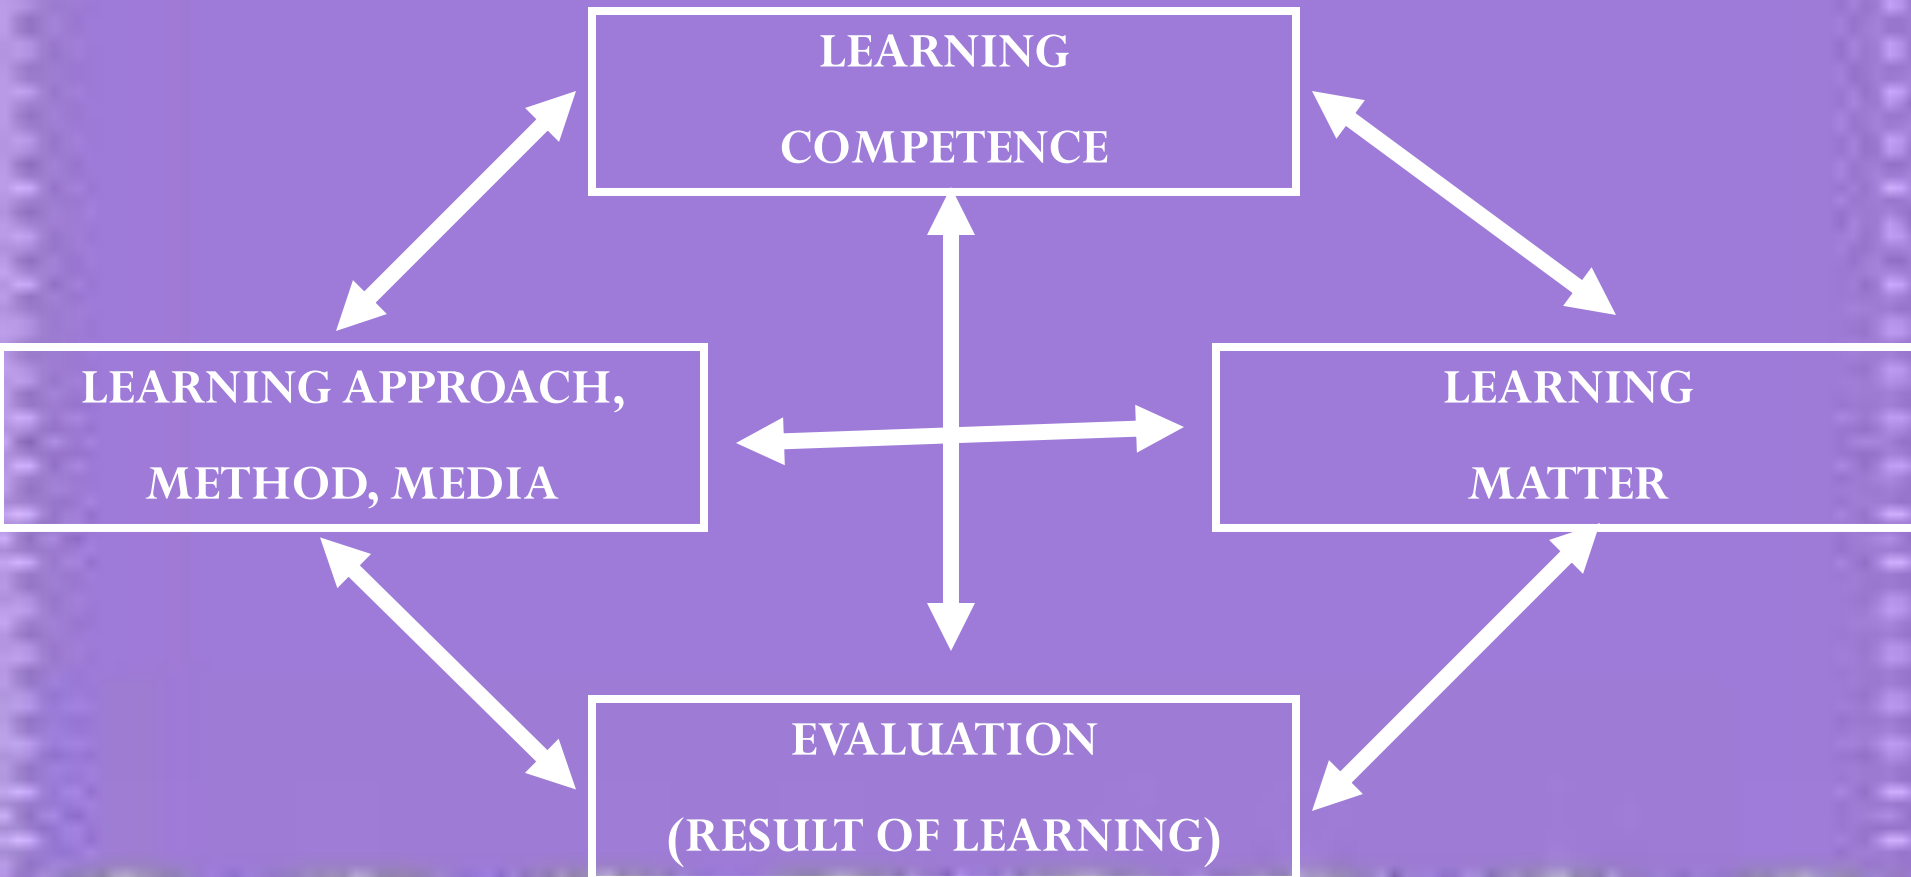 LEARNING
COMPETENCE
LEARNING APPROACH,
METHOD, MEDIA
LEARNING
MATTER
EVALUATION
(RESULT OF LEARNING)